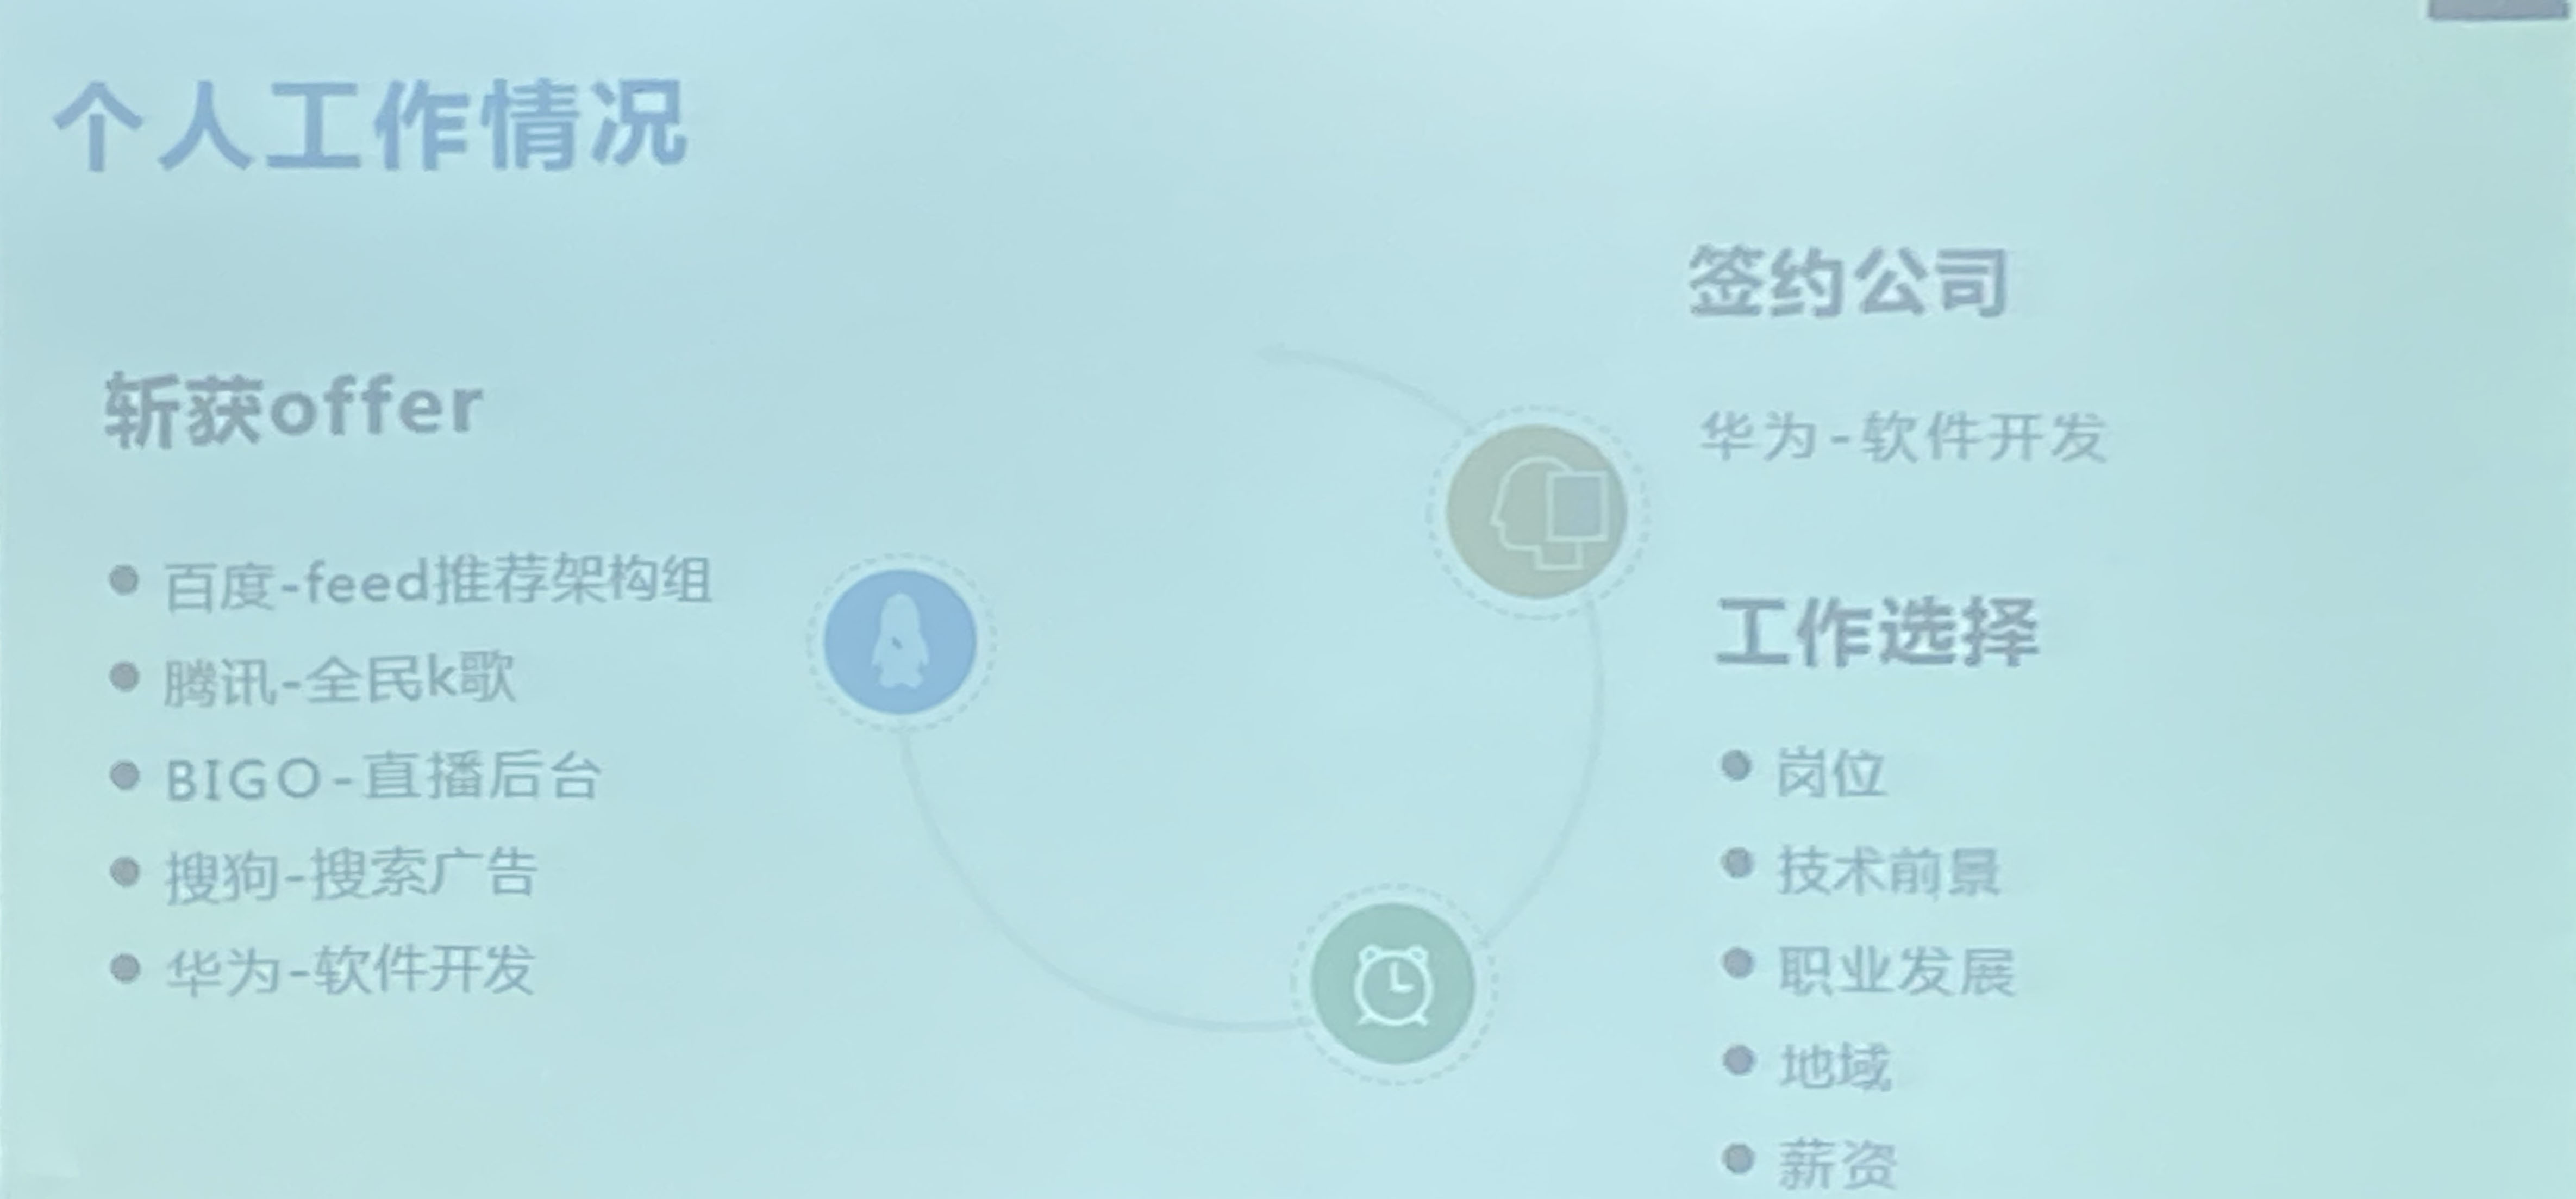 个人工作情况
斩获offer
百度-feed推荐架构组
腾讯-全民k歌
BIGO-直播后台
搜狗-搜索广告
华为-软件开发
签约公司
华为-软件开发
工作选择
岗位
技术前景
职业发展
地域
薪资